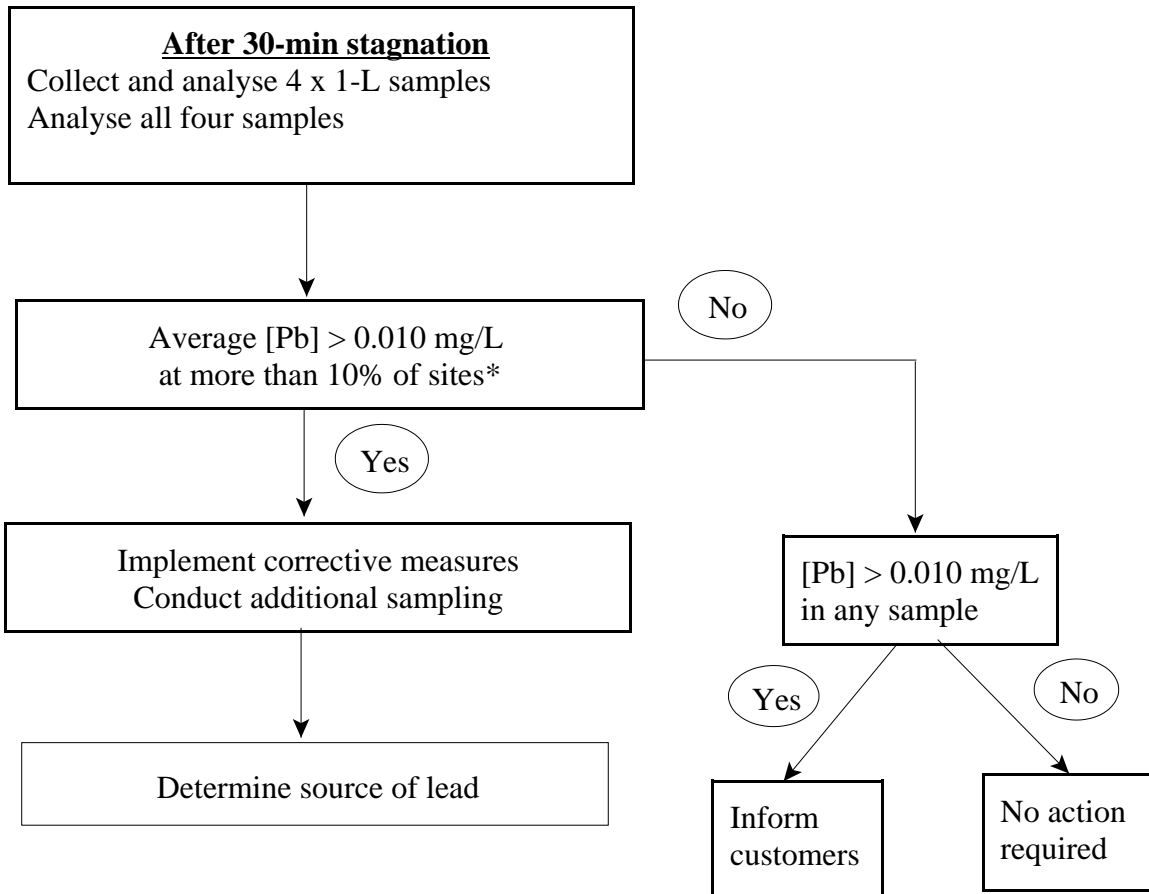 After 30-min stagnation
Collect and analyse 4 x 1-L samples
Analyse all four samples
Average [Pb] > 0.010 mg/L
at more than 10% of sites*
No
Yes
Implement corrective measures
Conduct additional sampling
[Pb] > 0.010 mg/L
in any sample
Yes
No
Determine source of lead
Inform
customers
No action
required